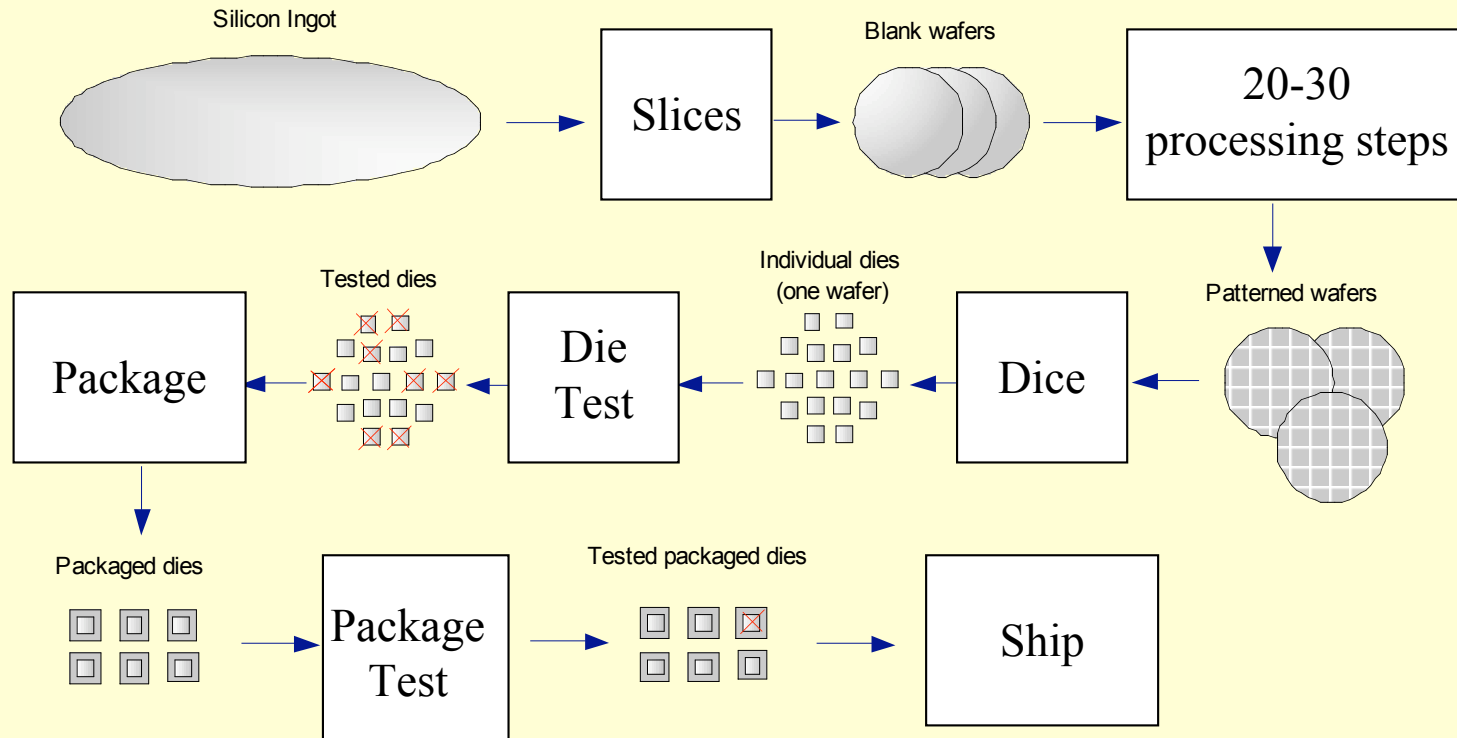 Silicon Ingot
Slices
Blank wafers
20-30
processing steps
Patterned wafers
Dice
Individual dies
(one wafer)
Die
Test
Tested dies
Package
Packaged dies
Package
Test
Tested packaged dies
Ship